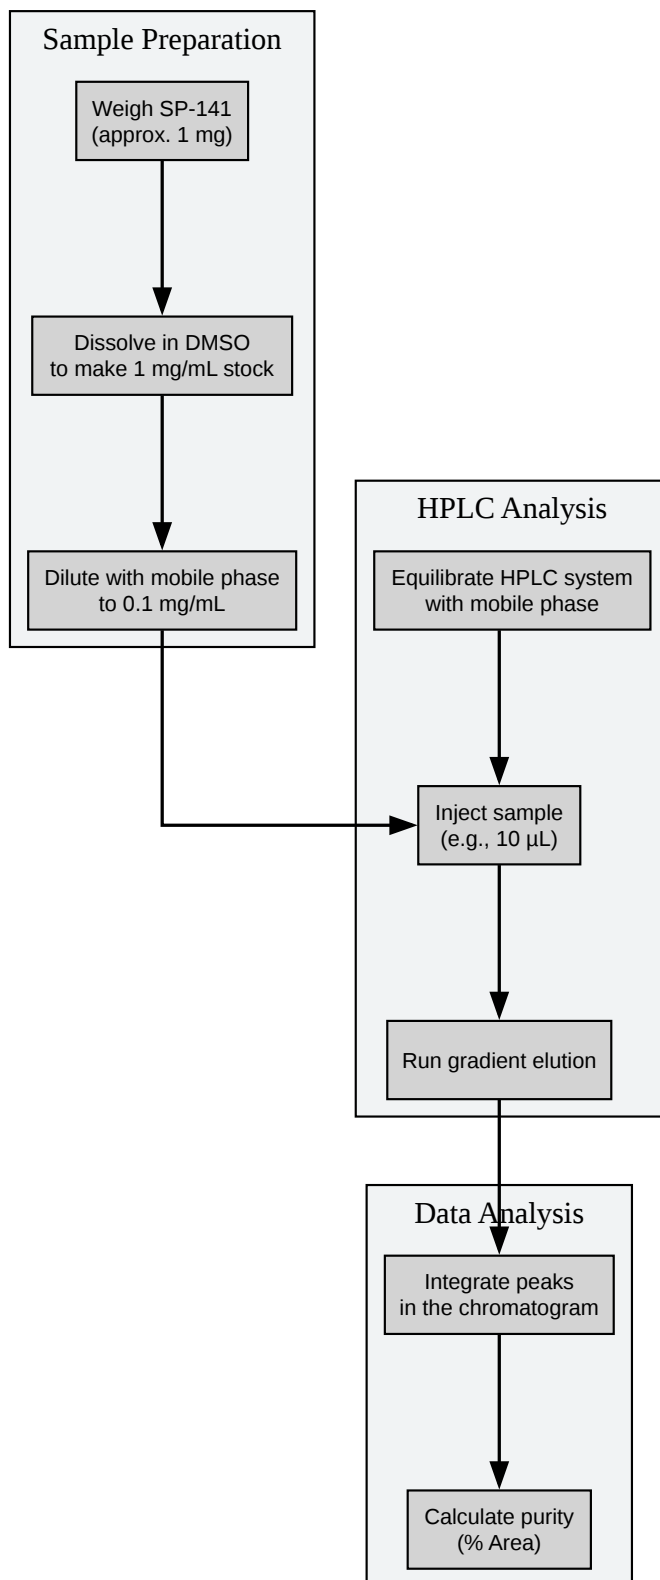 Sample Preparation
Weigh SP-141
(approx. 1 mg)
Dissolve in DMSO
to make 1 mg/mL stock
Dilute with mobile phase
to 0.1 mg/mL
HPLC Analysis
Equilibrate HPLC system
with mobile phase
Inject sample
(e.g., 10 µL)
Run gradient elution
Data Analysis
Integrate peaks
in the chromatogram
Calculate purity
(% Area)